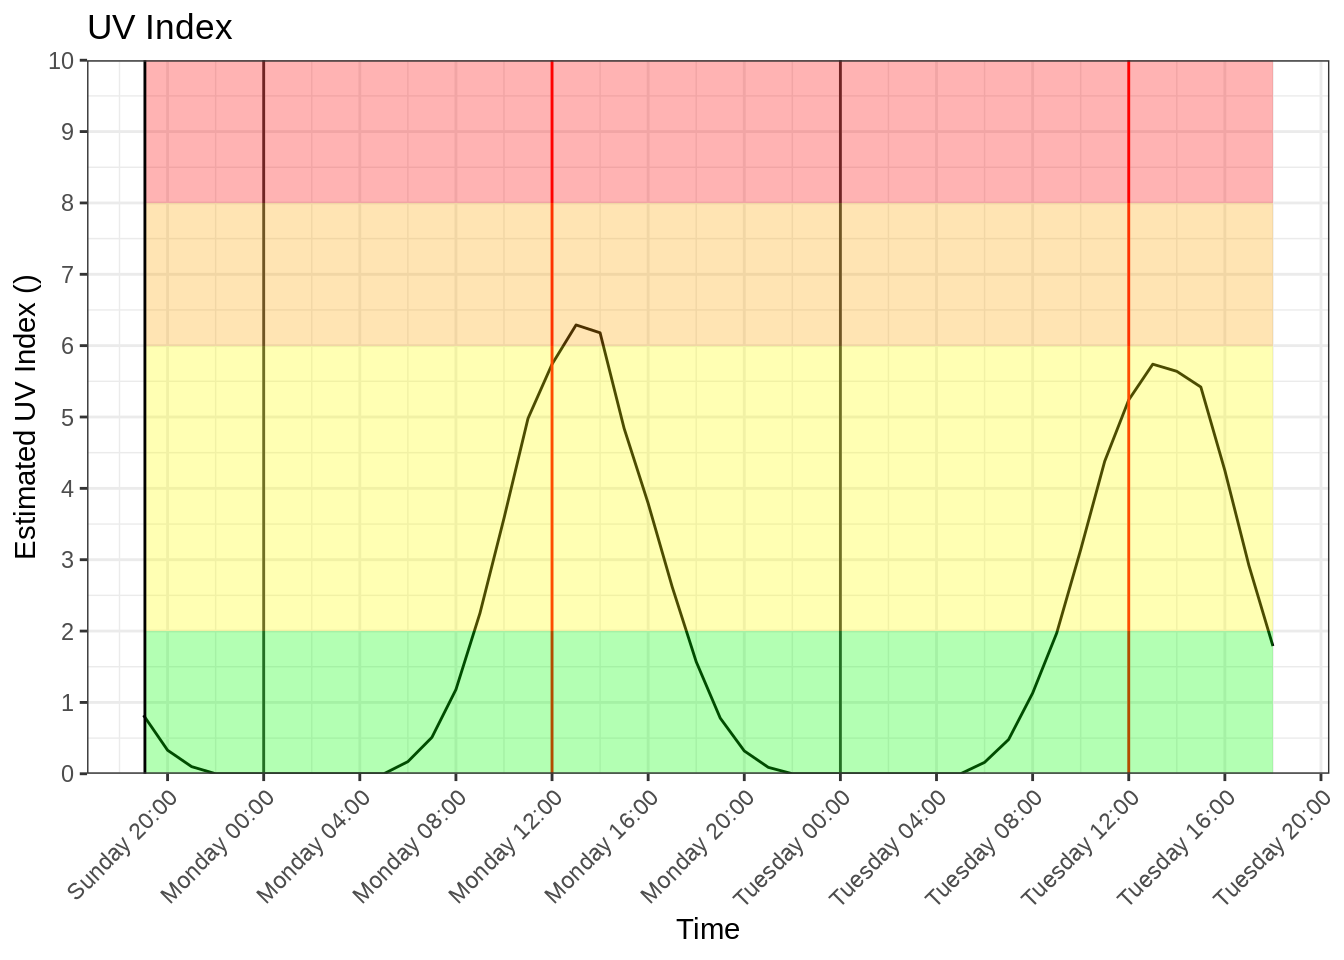 UV Index
Estimated UV Index ()
10
9
8
7
6
5
4
3
2
1
0
Sunday 20:00
Monday 00:00
Monday 04:00
Monday 08:00
Monday 12:00
Monday 16:00
Monday 20:00
Tuesday 00:00
Tuesday 04:00
Tuesday 08:00
Tuesday 12:00
Tuesday 16:00
Tuesday 20:00
Time